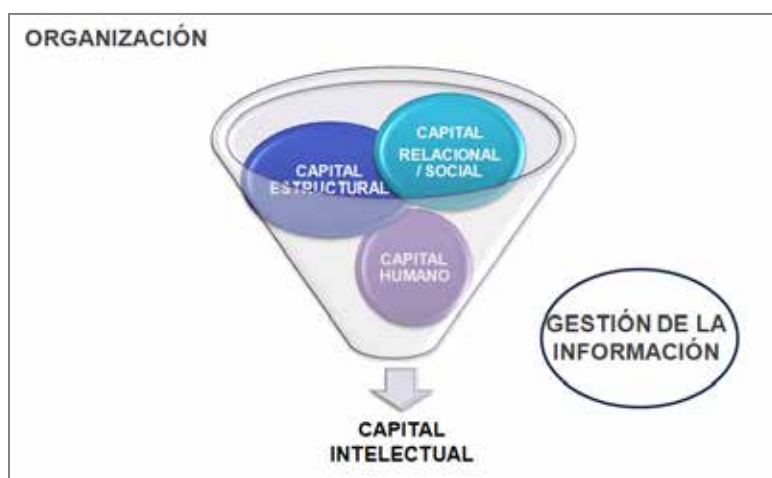 ORGANIZACIÓN
CAPITAL
RELACIONAL
/ SOCIAL
CAPITAL
ESTRUCTURAL
CAPITAL
HUMANO
GESTIÓN DE LA
INFORMACIÓN
CAPITAL
INTELECTUAL